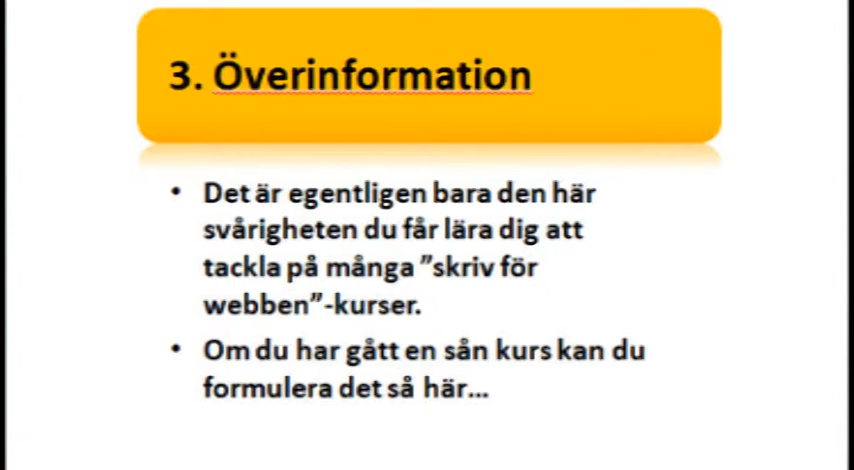 3. Överinformation
• Det är egentligen bara den här
svårigheten du får lära dig att
tackla på många ”skriv för
webben”-kurser.
• Om du har gått en sån kurs kan du
formulera det så här...